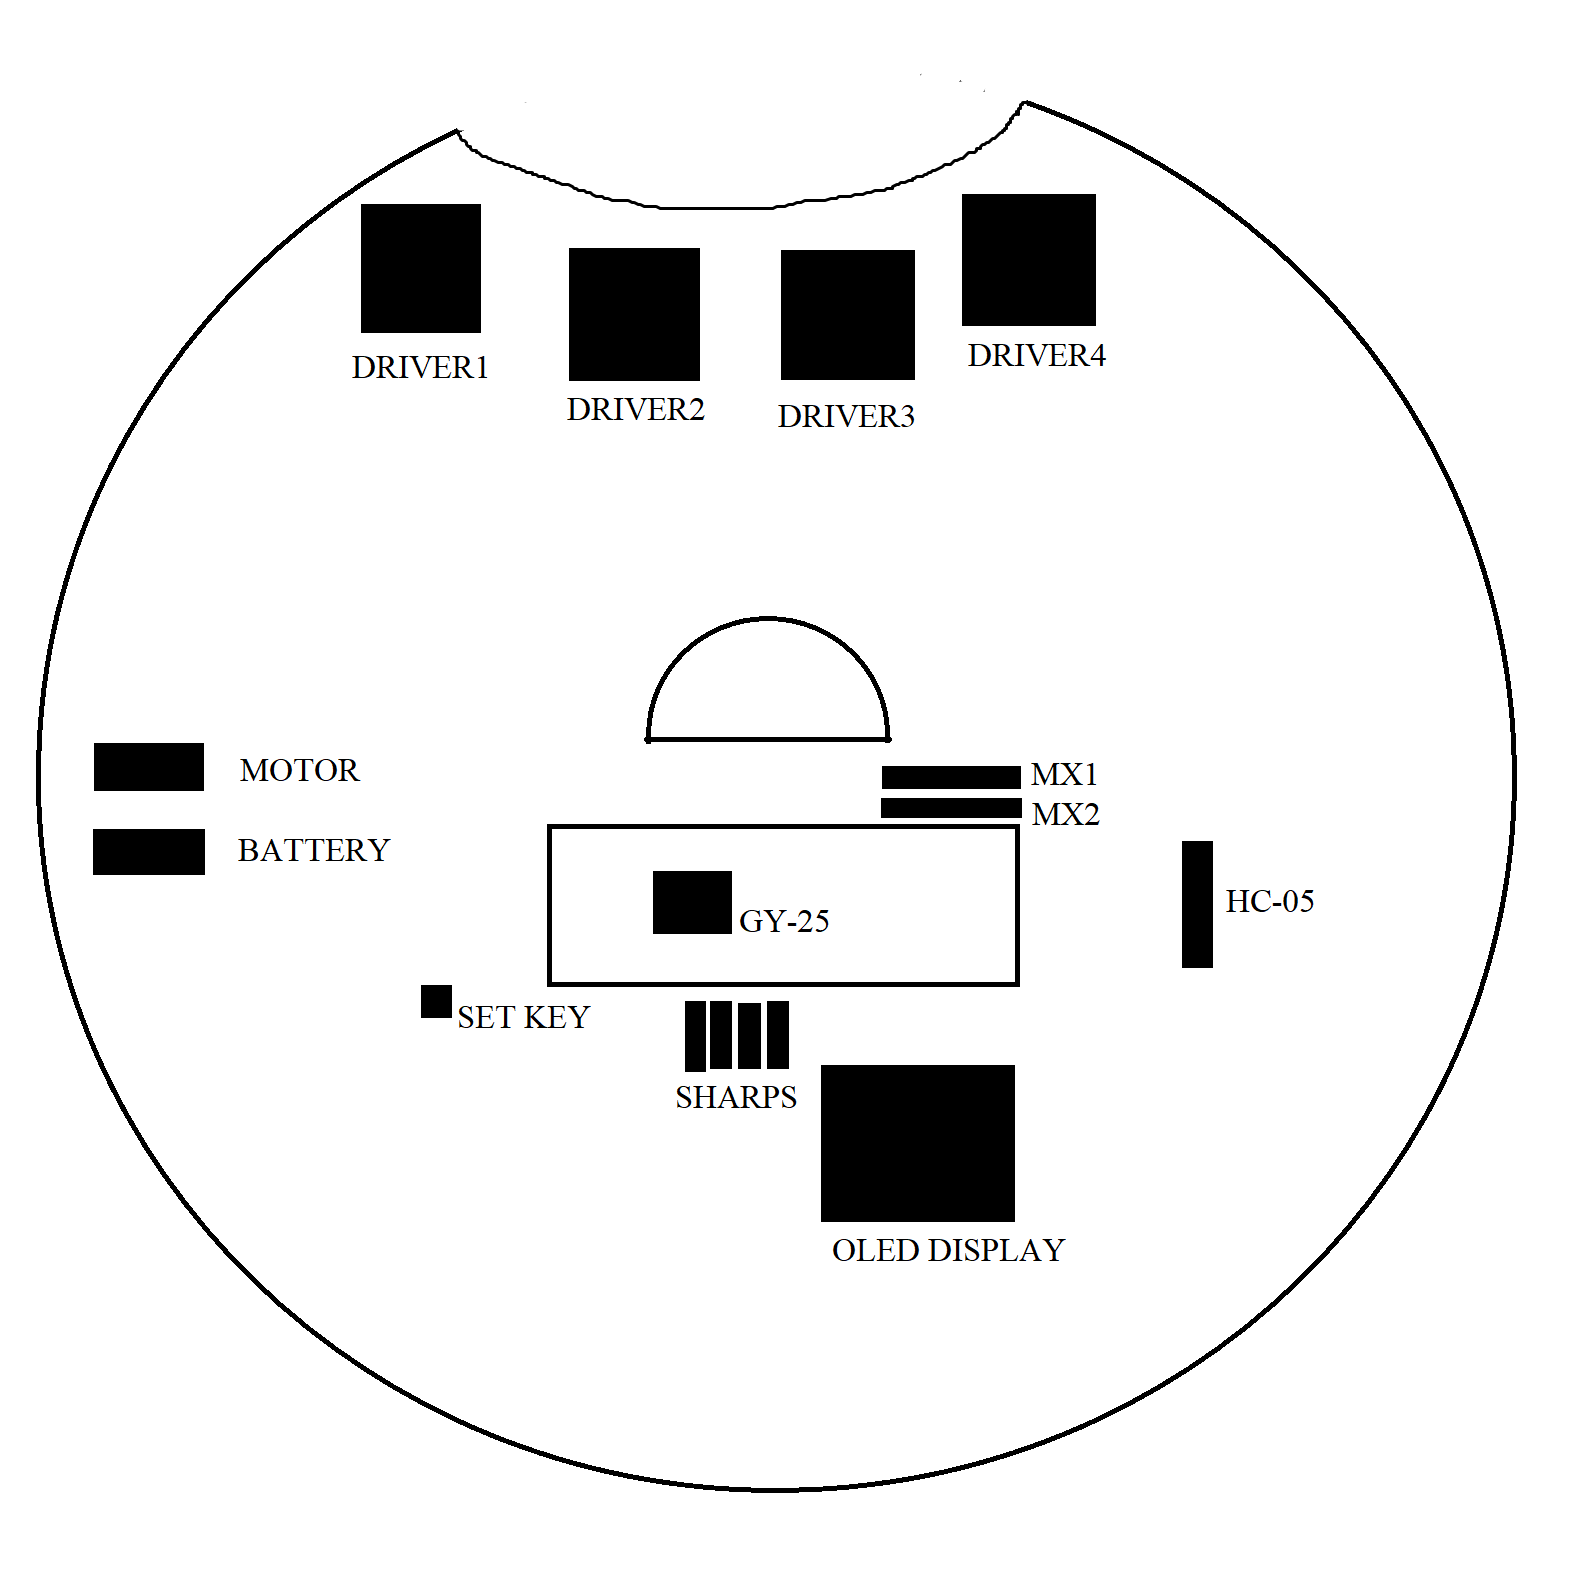 DRIVER1
DRIVER2
DRIVER3
DRIVER4
MOTOR
MX1
MX2
BATTERY
GY-25
HC-05
SET KEY
SHARPS
OLED DISPLAY